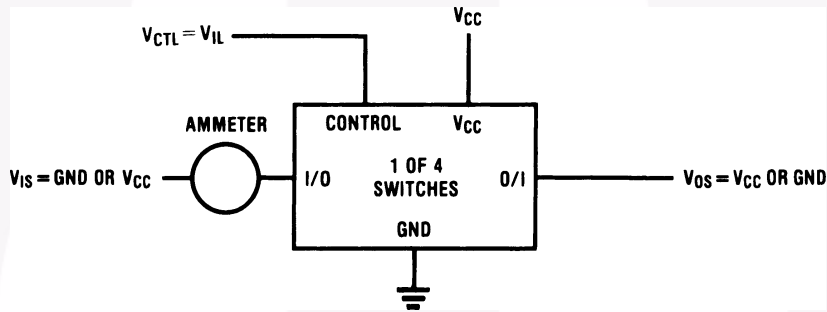 VCC
VCTL = VIL
AMMETER
CONTROL
VCC
VIS = GND OR VCC
I/O
1 OF 4
SWITCHES
O/I
VOS = VCC OR GND
GND